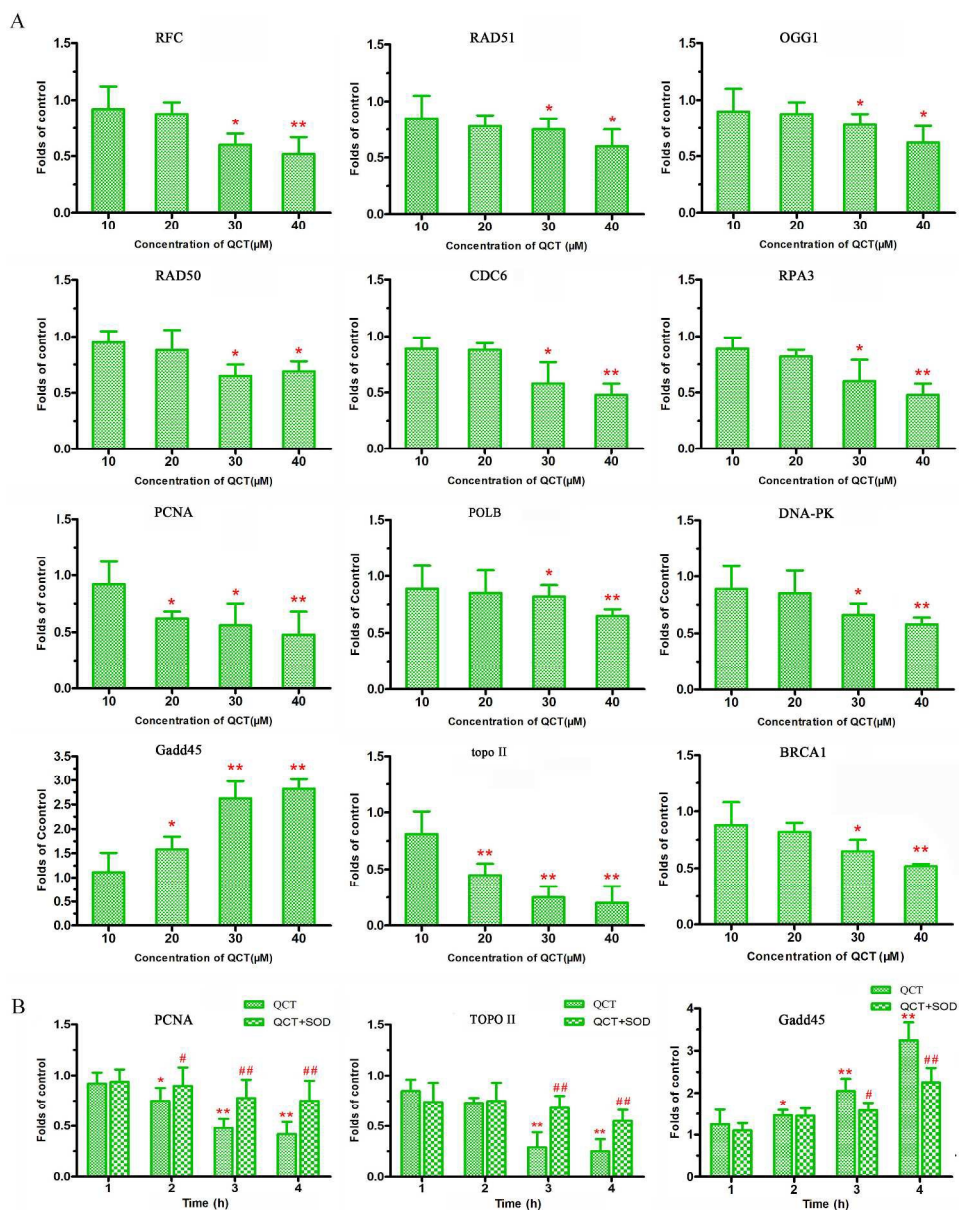 A
RFC
1.5
1.0
0.5
0.0
Folds of control
*
**
10 20 30 40
Concentration of QCT(µM)
RAD51
1.5
1.0
0.5
0.0
Folds of control
*
*
10 20 30 40
Concentration of QCT (µM)
OGG1
1.5
1.0
0.5
0.0
Folds of control
*
*
10 20 30 40
Concentration of QCT(µM)
RAD50
1.5
1.0
0.5
0.0
Folds of control
*
*
10 20 30 40
Concentration of QCT(µM)
CDC6
1.5
1.0
0.5
0.0
Folds of control
*
**
10 20 30 40
Concentration of QCT(µM)
RPA3
1.5
1.0
0.5
0.0
Folds of control
*
**
10 20 30 40
Concentration of QCT(µM)
PCNA
1.5
1.0
0.5
0.0
Folds of control
*
*
**
10 20 30 40
Concentration of QCT(µM)
POLB
1.5
1.0
0.5
0.0
Folds of Ccontrol
*
**
10 20 30 40
Concentration of QCT(µM)
DNA-PK
1.5
1.0
0.5
0.0
Folds of Ccontrol
*
**
10 20 30 40
Concentration of QCT(µM)
Gadd45
3.5
3.0
2.5
2.0
1.5
1.0
0.5
0.0
Folds of Ccontrol
*
**
**
10 20 30 40
Concentration of QCT(µM)
topo II
1.5
1.0
0.5
0.0
Folds of Ccontrol
**
**
**
10 20 30 40
Concentration of QCT(µM)
BRCA1
1.5
1.0
0.5
0.0
Folds of control
*
**
10 20 30 40
Concentration of QCT (µM)
B
PCNA
QCT
QCT+SOD
1.5
1.0
0.5
0.0
Folds of control
*
#
**
##
**
##
1 2 3 4
Time (h)
TOPO II
QCT
QCT+SOD
1.5
1.0
0.5
0.0
Folds of control
**
##
**
##
1 2 3 4
Time (h)
Gadd45
QCT
QCT+SOD
4
3
2
1
0
Folds of control
*
**
#
**
##
1 2 3 4
Time (h)